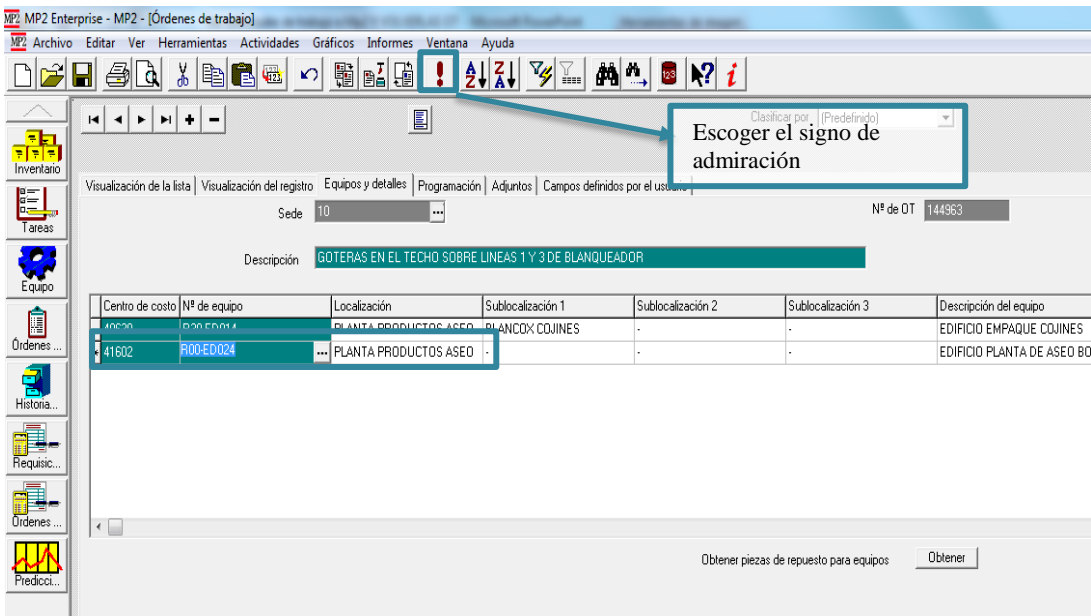 MP2 Enterprise - MP2 - [Órdenes de trabajo]
Archivo Editar Ver Herramientas Actividades Gráficos Informes Ventana Ayuda
Clasificar por (Predefinido)
Escoger el signo de
admiración
Inventario
Visualización de la lista Visualización del registro Equipos y detalles Programación Adjuntos Campos definidos por el
Tareas
Sede 10 ... Nº de OT 144963
Equipo
Descripción GOTERAS EN EL TECHO SOBRE LINEAS 1 Y 3 DE BLANQUEADOR
Centro de costo Nº de equipo Localización Sublocalización 1 Sublocalización 2 Sublocalización 3 Descripción del equipo
PLANTA PRODUCTOS ASEO BLANCOX COJINES - - EDIFICIO EMPAQUE COJINES
41602 R00-ED024 ... PLANTA PRODUCTOS ASEO - - - EDIFICIO PLANTA DE ASEO BO
Órdenes ...
Historia...
Requisic...
Órdenes ...
Predicci...
Obtener piezas de repuesto para equipos Obtener